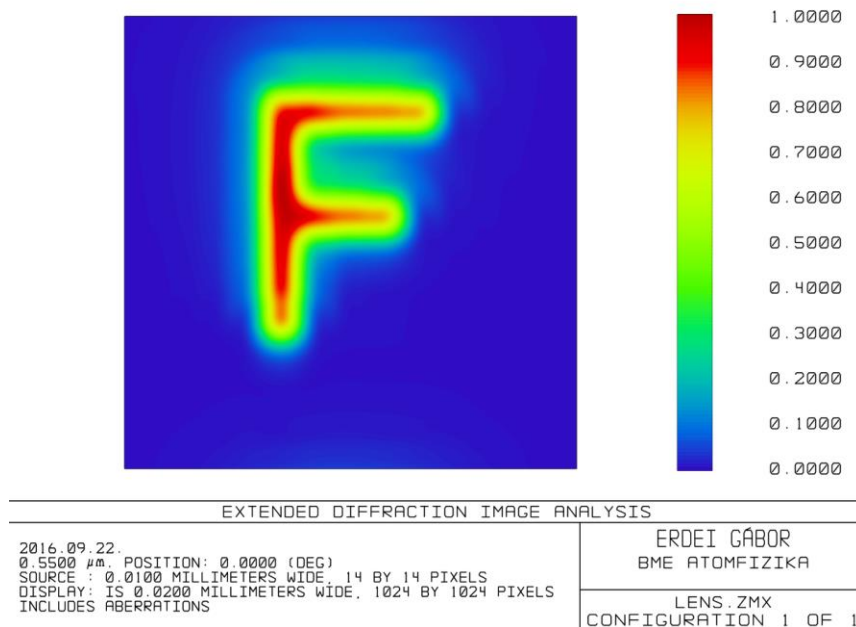 F
1.0000
0.9000
0.8000
0.7000
0.6000
0.5000
0.4000
0.3000
0.2000
0.1000
0.0000
EXTENDED DIFFRACTION IMAGE ANALYSIS
2016.09.22.
0.5500 µm. POSITION: 0.0000 (DEG)
SOURCE : 0.0100 MILLIMETERS WIDE, 14 BY 14 PIXELS
DISPLAY: IS 0.0200 MILLIMETERS WIDE, 1024 BY 1024 PIXELS
INCLUDES ABERRATIONS
ERDEI GÁBOR
BME ATOMFIZIKA
LENS.ZMX
CONFIGURATION 1 OF 1